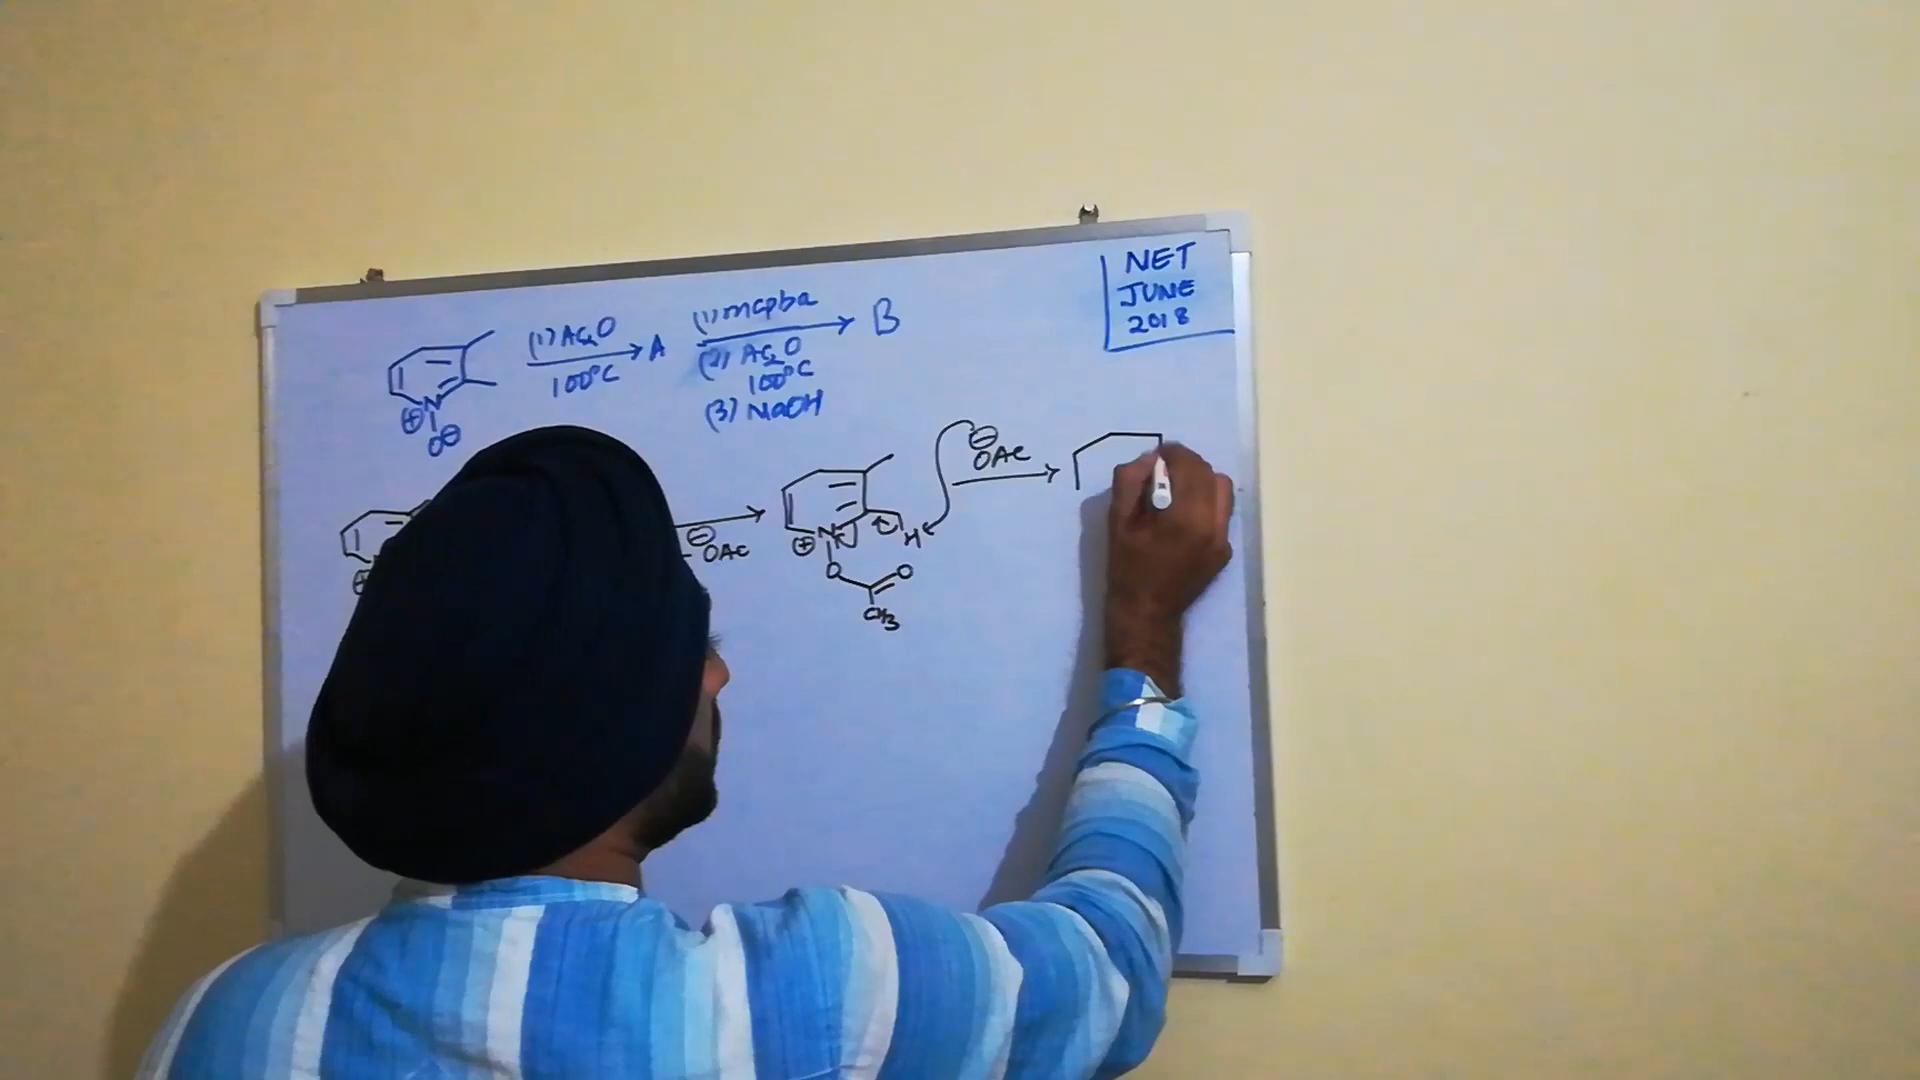 NET
JUNE
2018
(1) Ac2O
100°C
A
(1) mcpba
(2) Ac2O
100°C
(3) NaOH
B
N
⊕
O⊖
⊕
⊖
OAc
N
⊕
H
O
O
CH3
⊖
OAc